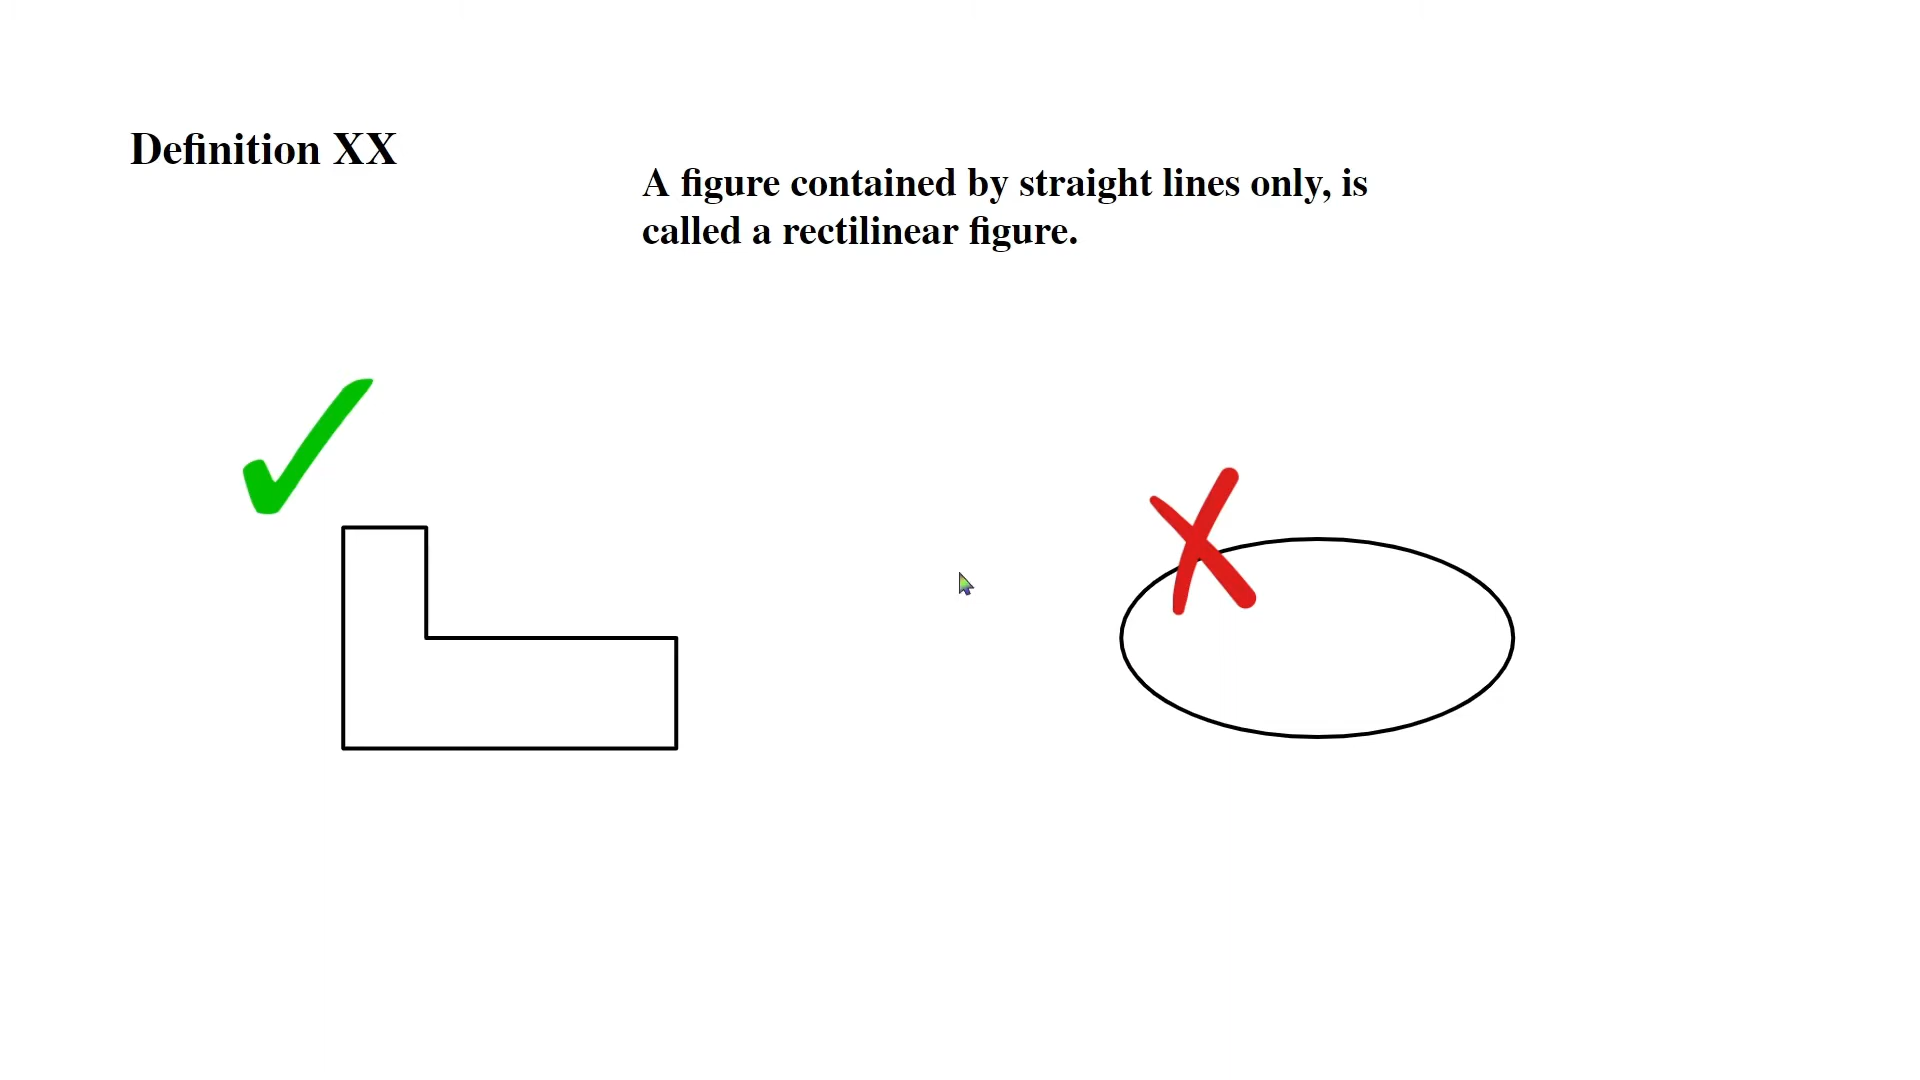 Definition XX
A figure contained by straight lines only, is
called a rectilinear figure.